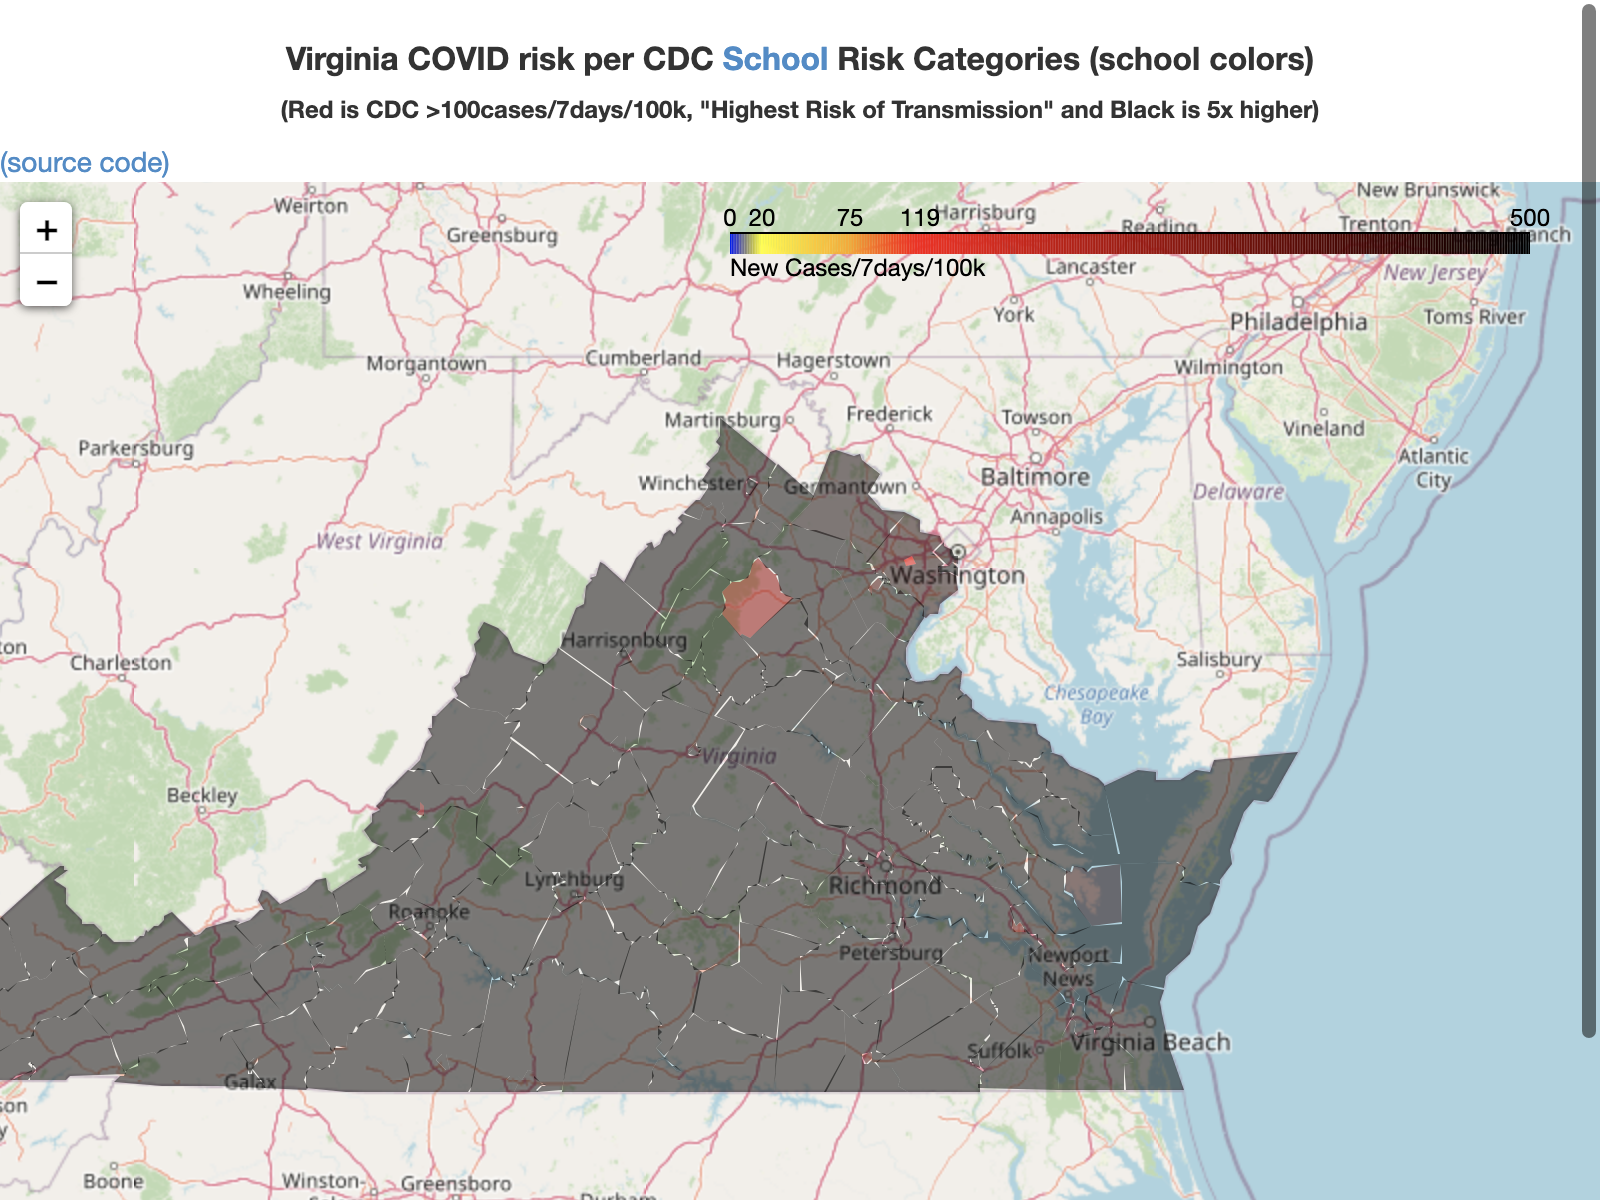 Virginia COVID risk per CDC School Risk Categories (school colors)
(Red is CDC >100cases/7days/100k, "Highest Risk of Transmission" and Black is 5x higher)
(source code)
+
−
0 20 75 119 500
New Cases/7days/100k
New Brunswick
Weirton
Harrisburg
Reading
Trenton
Greensburg
Lancaster
New Jersey
Wheeling
York
Philadelphia
Toms River
Morgantown
Cumberland
Hagerstown
Wilmington
Martinsburg
Frederick
Towson
Vineland
Parkersburg
Atlantic
City
Baltimore
Winchester
Germantown
Delaware
Annapolis
West Virginia
Washington
Harrisonburg
Charleston
Salisbury
Chesapeake
Bay
Virginia
Beckley
Lynchburg
Richmond
Roanoke
Petersburg
Newport
News
Virginia Beach
Suffolk
Galax
Boone
Winston-
Greensboro